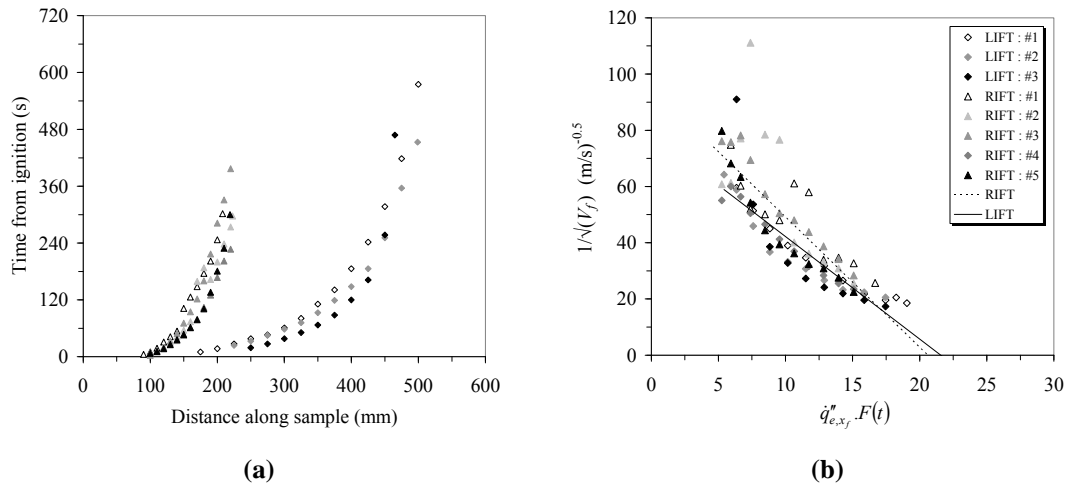 720
600
480
360
240
120
0
0 100 200 300 400 500 600
Time from ignition (s)
Distance along sample (mm)
(a)
140
120
100
80
60
40
20
0
0 5 10 15 20 25 30
1/√(V_f) (m/s)^-0.5
q̇″_{e,x_f} .F(t)
LIFT : #1
LIFT : #2
LIFT : #3
RIFT : #1
RIFT : #2
RIFT : #3
RIFT : #4
RIFT : #5
RIFT
LIFT
(b)